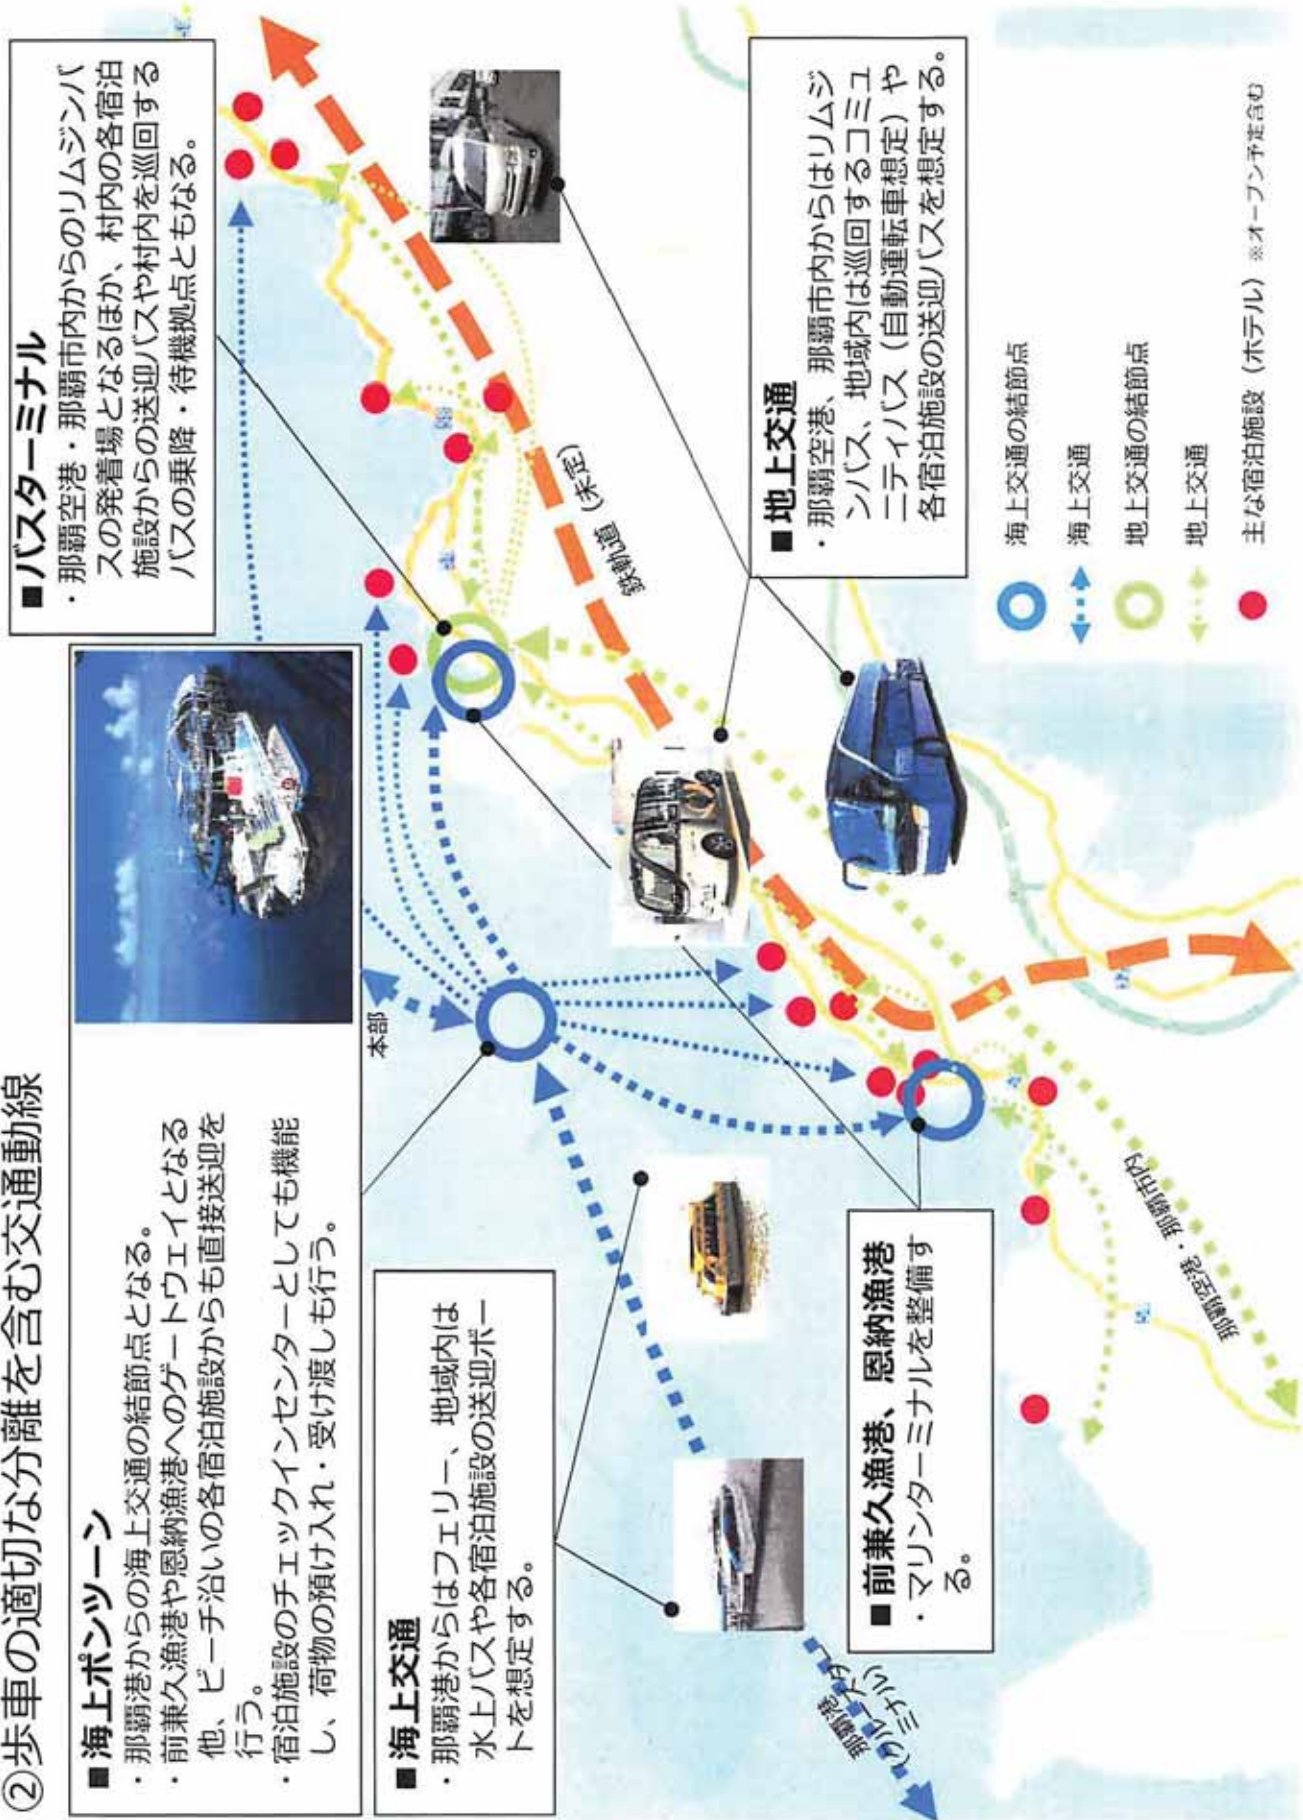 ②歩車の適切な分離を含む交通動線
■海上ポンツーン
・那覇港からの海上交通の結節点となる。
・前兼久漁港や恩納漁港へのゲートウェイとなる
他、ビーチ沿いの各宿泊施設からも直接送迎を
行う。
・宿泊施設のチェックインセンターとしても機能
し、荷物の預け入れ・受け渡しも行う。
■バスターミナル
・那覇空港・那覇市内からのリムジンバ
スの発着場となるほか、村内の各宿泊
施設からの送迎バスや村内を巡回する
バスの乗降・待機拠点ともなる。
■海上交通
・那覇港からはフェリー、地域内は
水上バスや各宿泊施設の送迎ボー
トを想定する。
本部
鉄軌道（未定）
■地上交通
・那覇空港、那覇市内からはリムジ
ンバス、地域内は巡回するコミュ
ニティバス（自動運転車想定）や
各宿泊施設の送迎バスを想定する。
■前兼久漁港、恩納漁港
・マリンターミナルを整備す
る。
那覇港
（クルーズター
ミナル）
那覇空港・那覇市内
海上交通の結節点
海上交通
地上交通の結節点
地上交通
主な宿泊施設（ホテル）※オープン予定含む